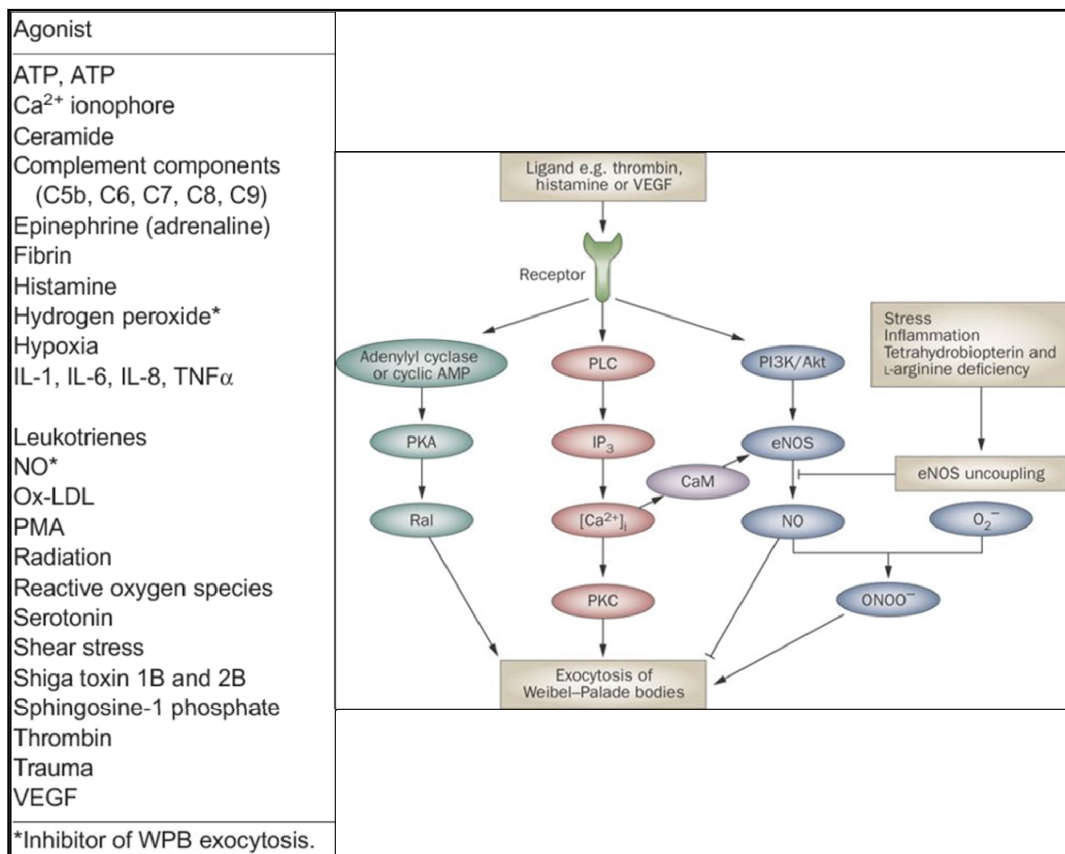 Agonist
ATP, ATP
Ca²⁺ ionophore
Ceramide
Complement components
(C5b, C6, C7, C8, C9)
Epinephrine (adrenaline)
Fibrin
Histamine
Hydrogen peroxide*
Hypoxia
IL-1, IL-6, IL-8, TNFα
Leukotrienes
NO*
Ox-LDL
PMA
Radiation
Reactive oxygen species
Serotonin
Shear stress
Shiga toxin 1B and 2B
Sphingosine-1 phosphate
Thrombin
Trauma
VEGF
*Inhibitor of WPB exocytosis.
Ligand e.g. thrombin,
histamine or VEGF
Receptor
Adenylyl cyclase
or cyclic AMP
PLC
PI3K/Akt
Stress
Inflammation
Tetrahydrobiopterin and
L-arginine deficiency
PKA
IP₃
eNOS
CaM
eNOS uncoupling
Ral
[Ca²⁺]ᵢ
NO
O₂⁻
PKC
ONOO⁻
Exocytosis of
Weibel–Palade bodies